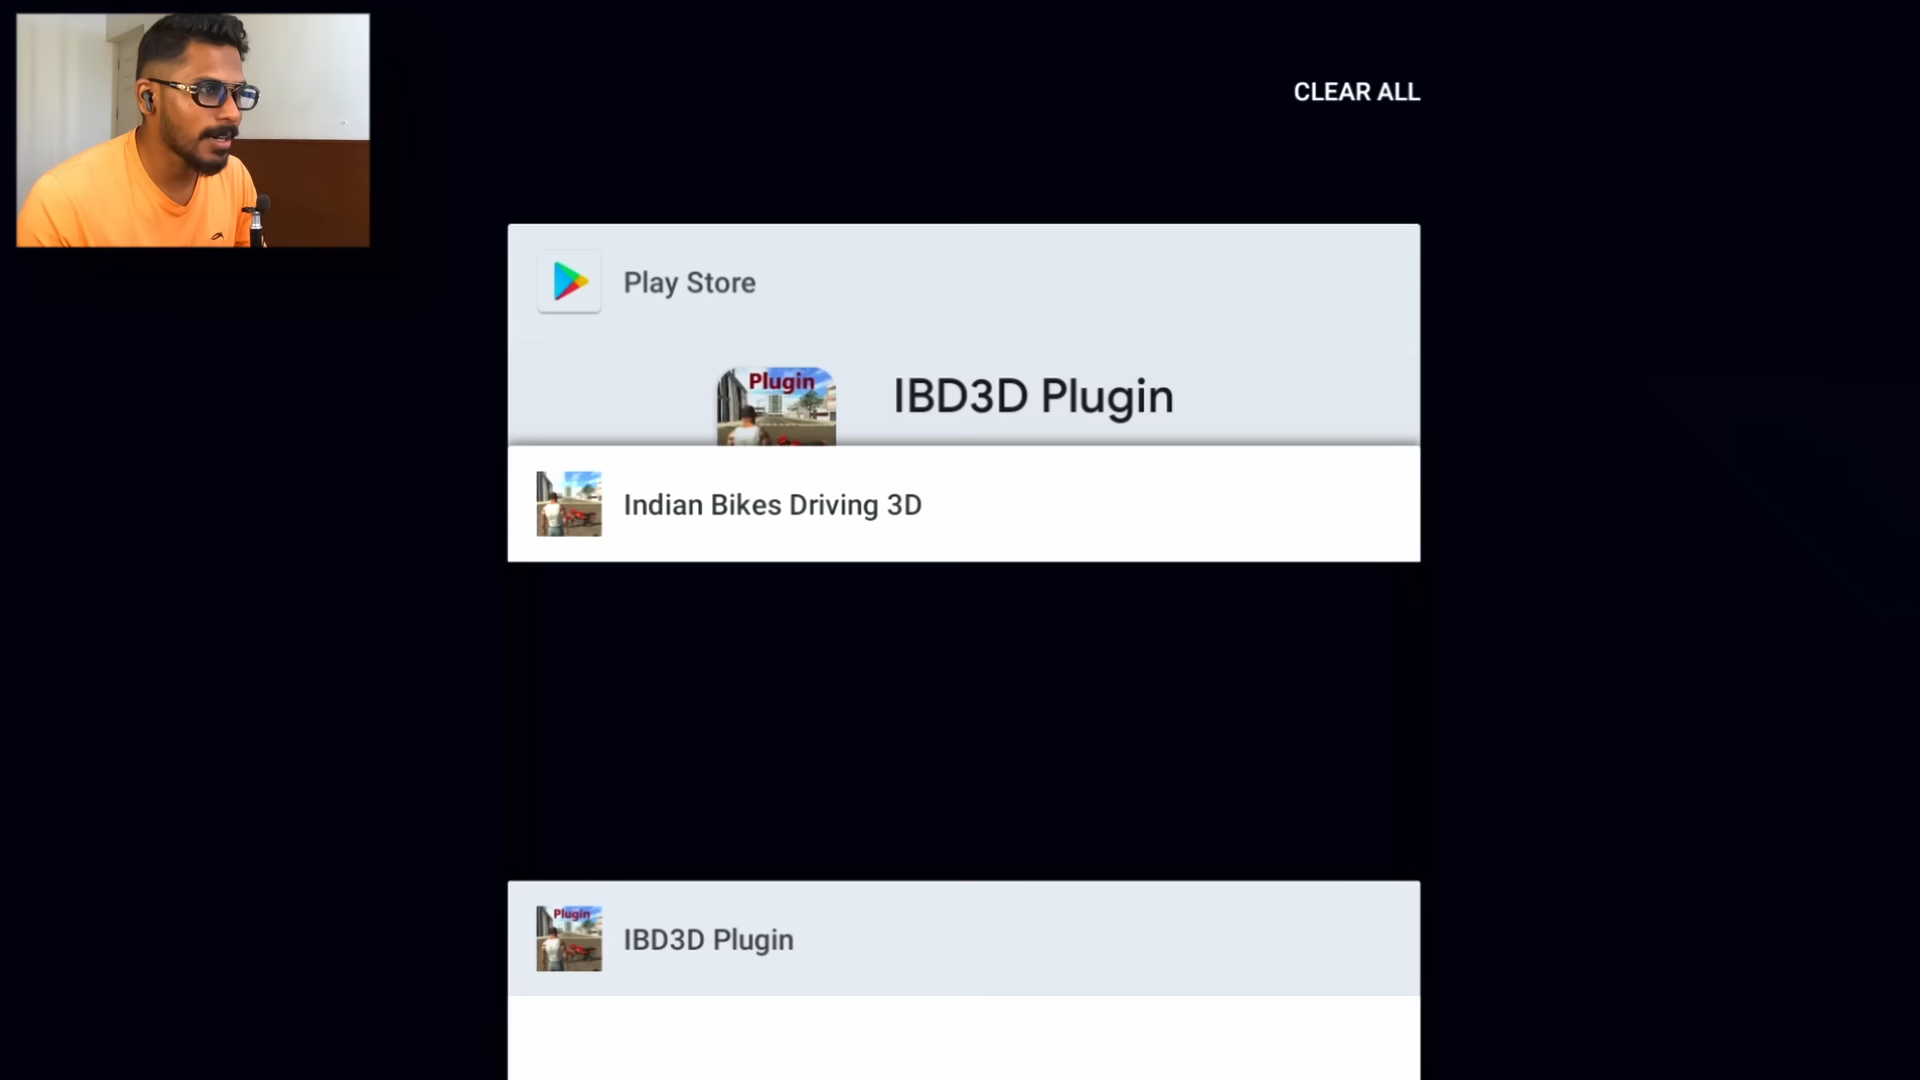 CLEAR ALL
Play Store
Plugin
IBD3D Plugin
Indian Bikes Driving 3D
Plugin
IBD3D Plugin